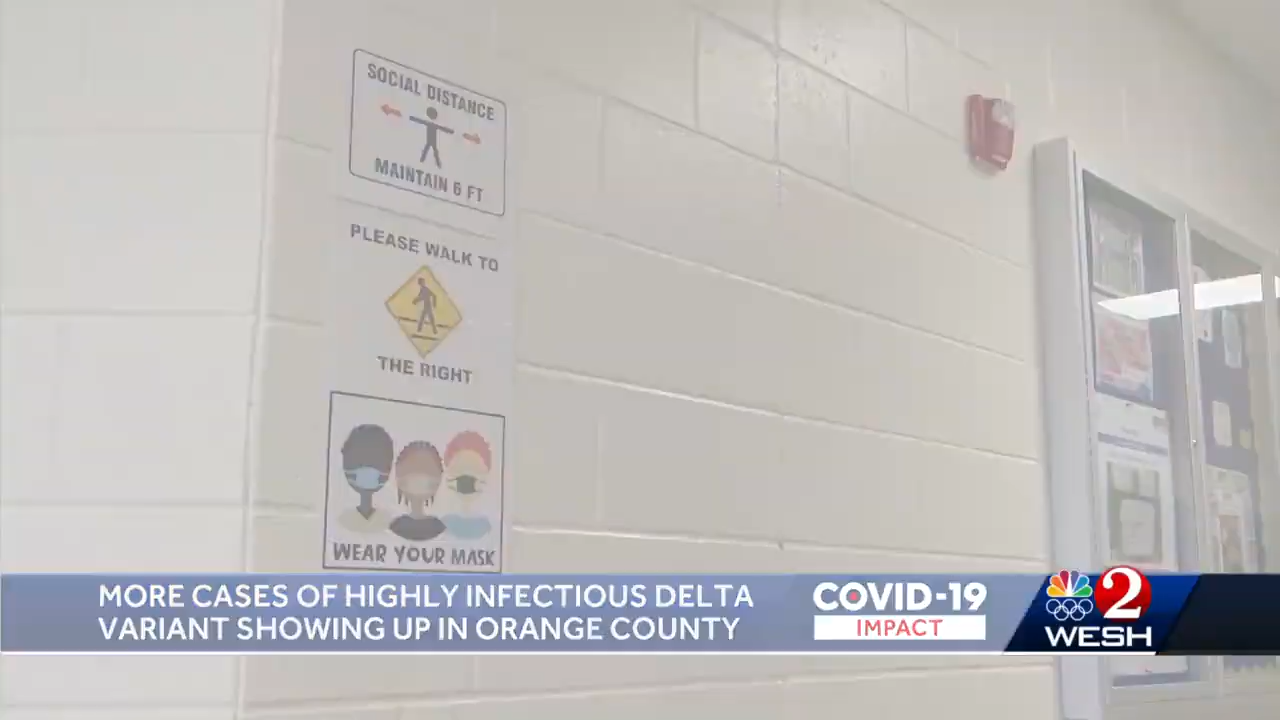 SOCIAL DISTANCE
MAINTAIN 6 FT
PLEASE WALK TO
THE RIGHT
WEAR YOUR MASK
MORE CASES OF HIGHLY INFECTIOUS DELTA
VARIANT SHOWING UP IN ORANGE COUNTY
COVID-19
IMPACT
2
WESH